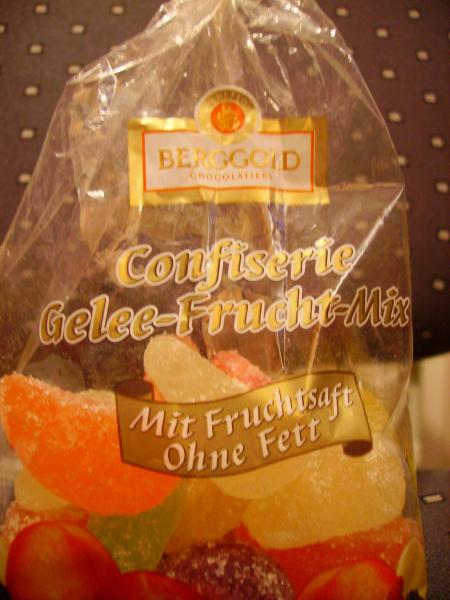 BERGGOLD
CHOCOLATIERS
Confiserie
Gelee-Frucht-Mix
Mit Fruchtsaft
Ohne Fett